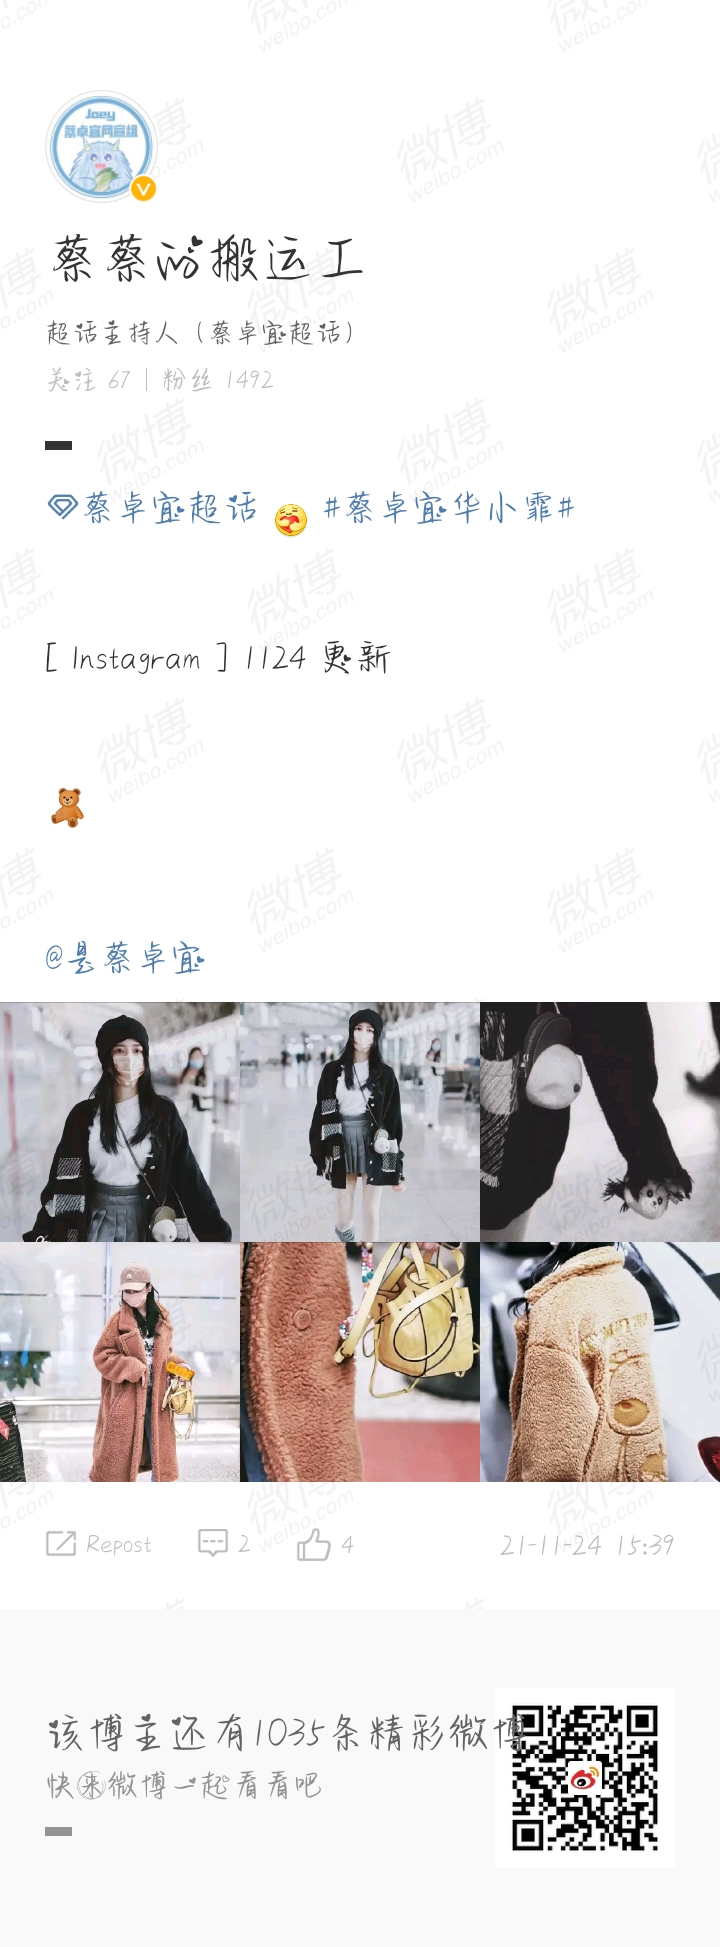 Joey
蔡卓宜网宣组
蔡蔡的搬运工
超话主持人（蔡卓宜超话）
关注 67 | 粉丝 1492
蔡卓宜超话 #蔡卓宜华小霏#
[ Instagram ] 1124 更新
@是蔡卓宜
Repost 2 4 21-11-24 15:39
该博主还有1035条精彩微博
快来微博一起看看吧
微博
weibo.com